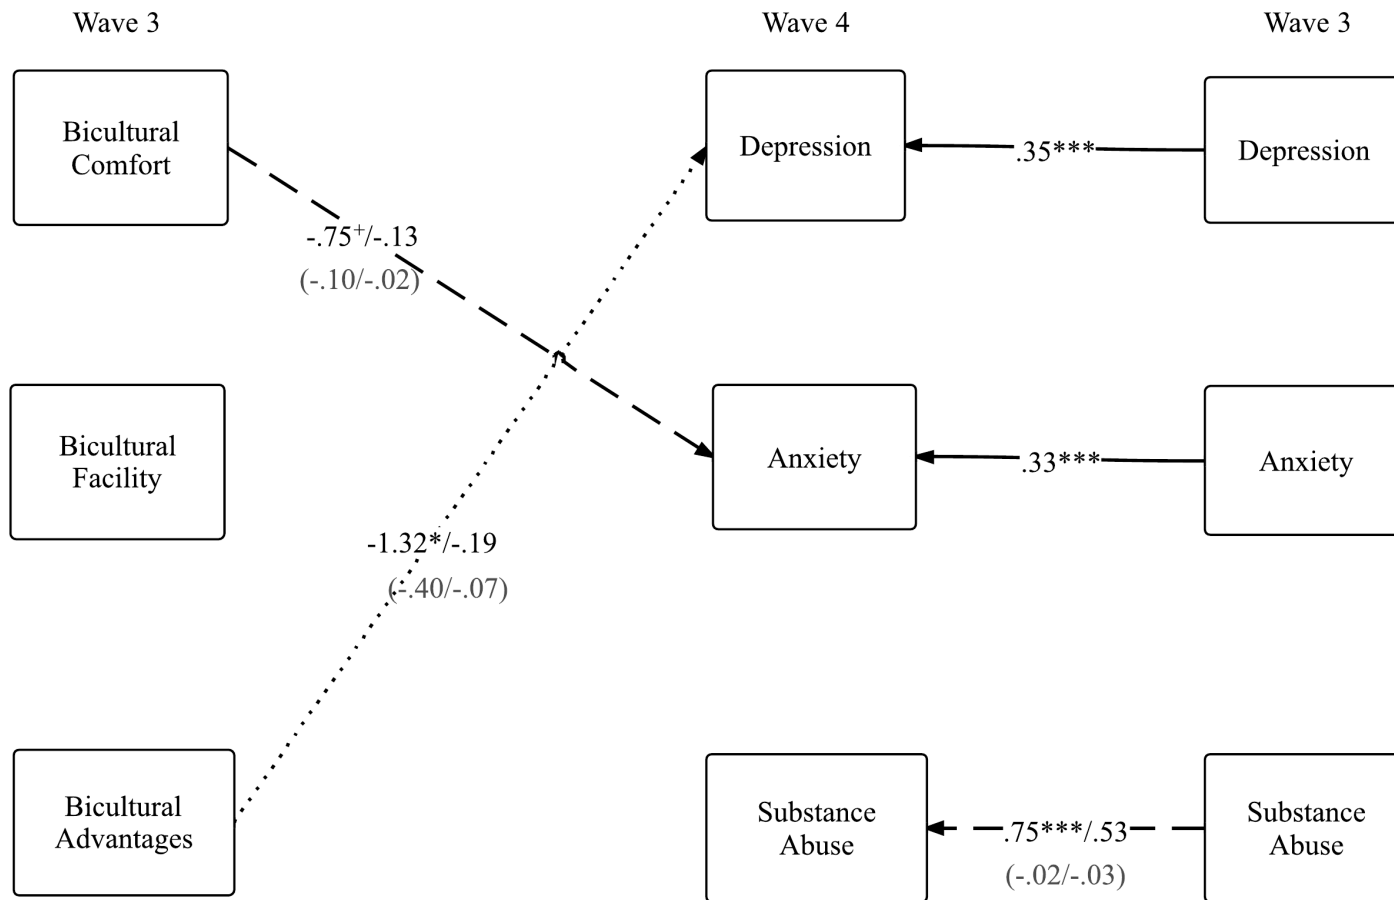 Wave 3
Wave 4
Wave 3
Bicultural
Comfort
Depression
.35***
Depression
-.75⁺/-.13
(-.10/-.02)
Bicultural
Facility
Anxiety
.33***
Anxiety
-1.32*/-.19
(-.40/-.07)
Bicultural
Advantages
Substance
Abuse
.75***/.53
(-.02/-.03)
Substance
Abuse